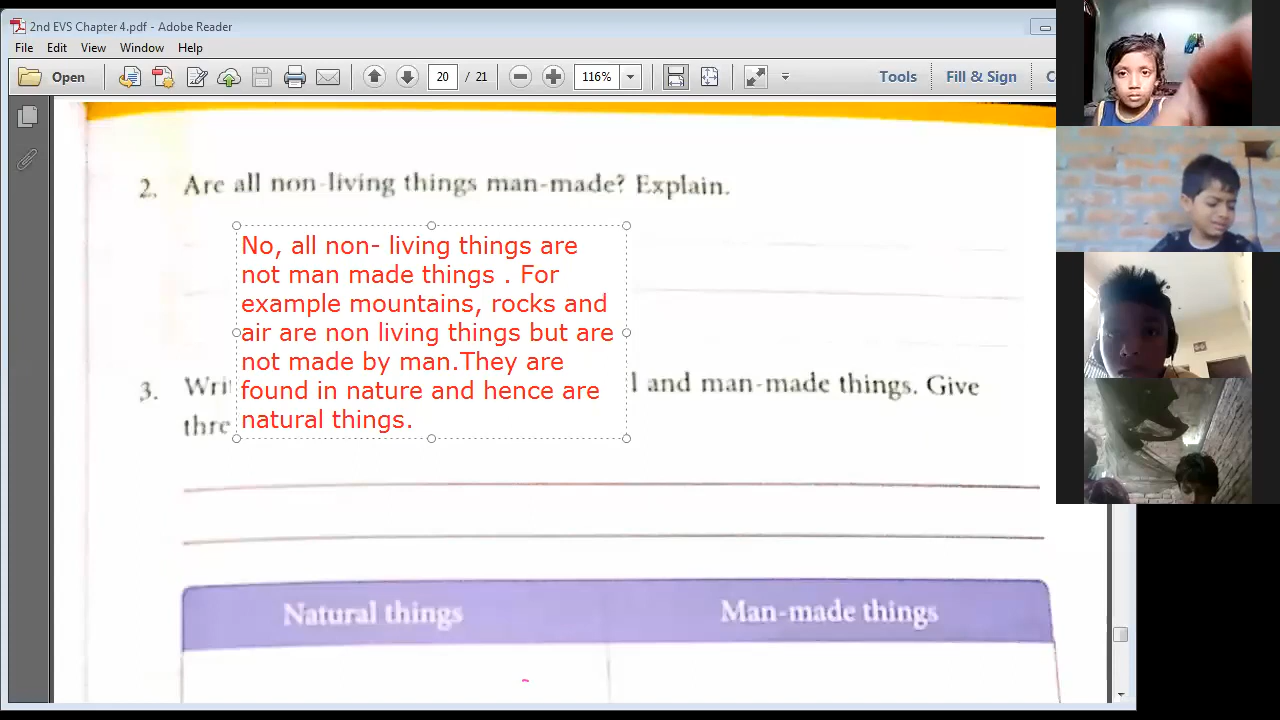 2nd EVS Chapter 4.pdf - Adobe Reader
File Edit View Window Help
Open 20 / 21 116% Tools Fill & Sign
2. Are all non-living things man-made? Explain.
No, all non- living things are
not man made things . For
example mountains, rocks and
air are non living things but are
not made by man.They are
found in nature and hence are
natural things.
3. and man-made things. Give
Natural things Man-made things